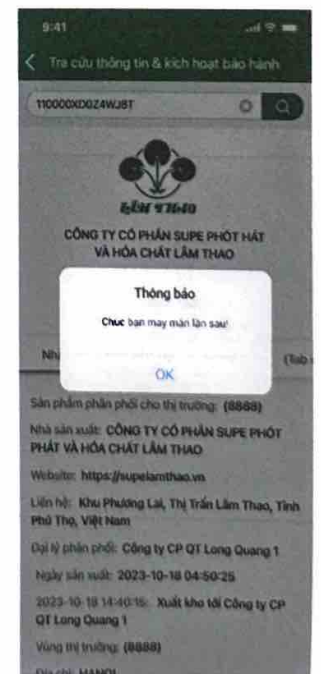 9:41
Tra cứu thông tin & kích hoạt bảo hành
110000XD0Z4WJ8T
LÂM THAO
CÔNG TY CỔ PHẦN SUPE PHỐT PHÁT
VÀ HÓA CHẤT LÂM THAO
Thông báo
Chúc bạn may mắn lần sau!
OK
Nh
(Tab
Sản phẩm phân phối cho thị trường: (8888)
Nhà sản xuất: CÔNG TY CỔ PHẦN SUPE PHỐT
PHÁT VÀ HÓA CHẤT LÂM THAO
Website: https://supelamthao.vn
Liên hệ: Khu Phương Lai, Thị Trấn Lâm Thao, Tỉnh
Phú Thọ, Việt Nam
Đại lý phân phối: Công ty CP QT Long Quang 1
Ngày sản xuất: 2023-10-18 04:50:25
2023-10-18 14:40:15: Xuất kho tới Công ty CP
QT Long Quang 1
Vùng thị trường: (8888)
Địa chỉ: HANOI